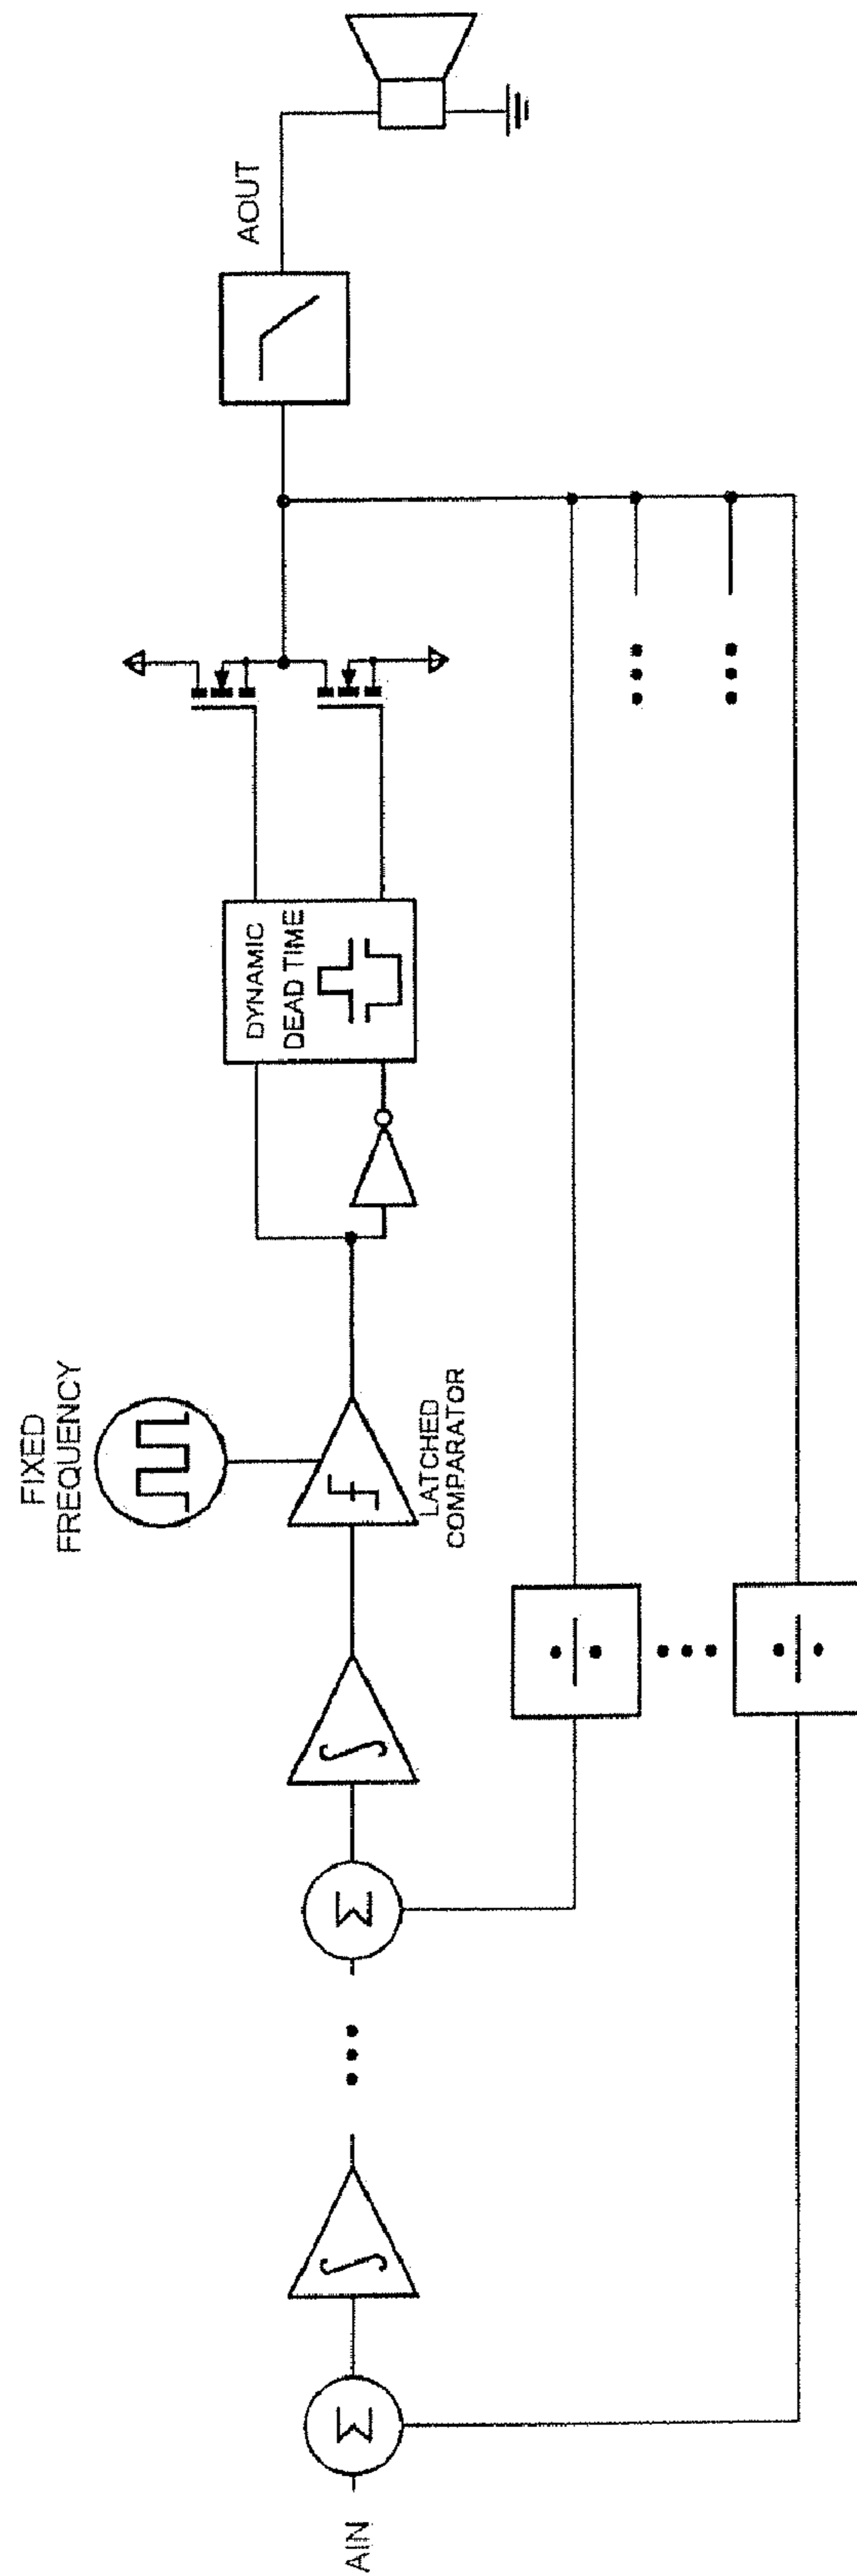 AIN
Σ
∫
Σ
∫
FIXED
FREQUENCY
LATCHED
COMPARATOR
DYNAMIC
DEAD TIME
AOUT